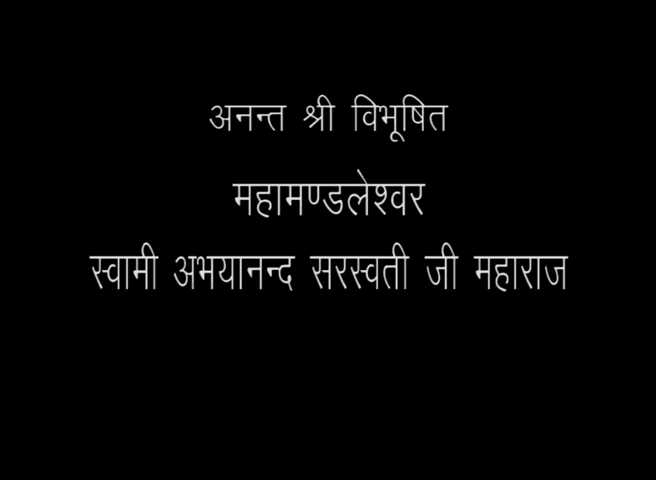 अनन्त श्री विभूषित
महामण्डलेश्वर
स्वामी अभयानन्द सरस्वती जी महाराज